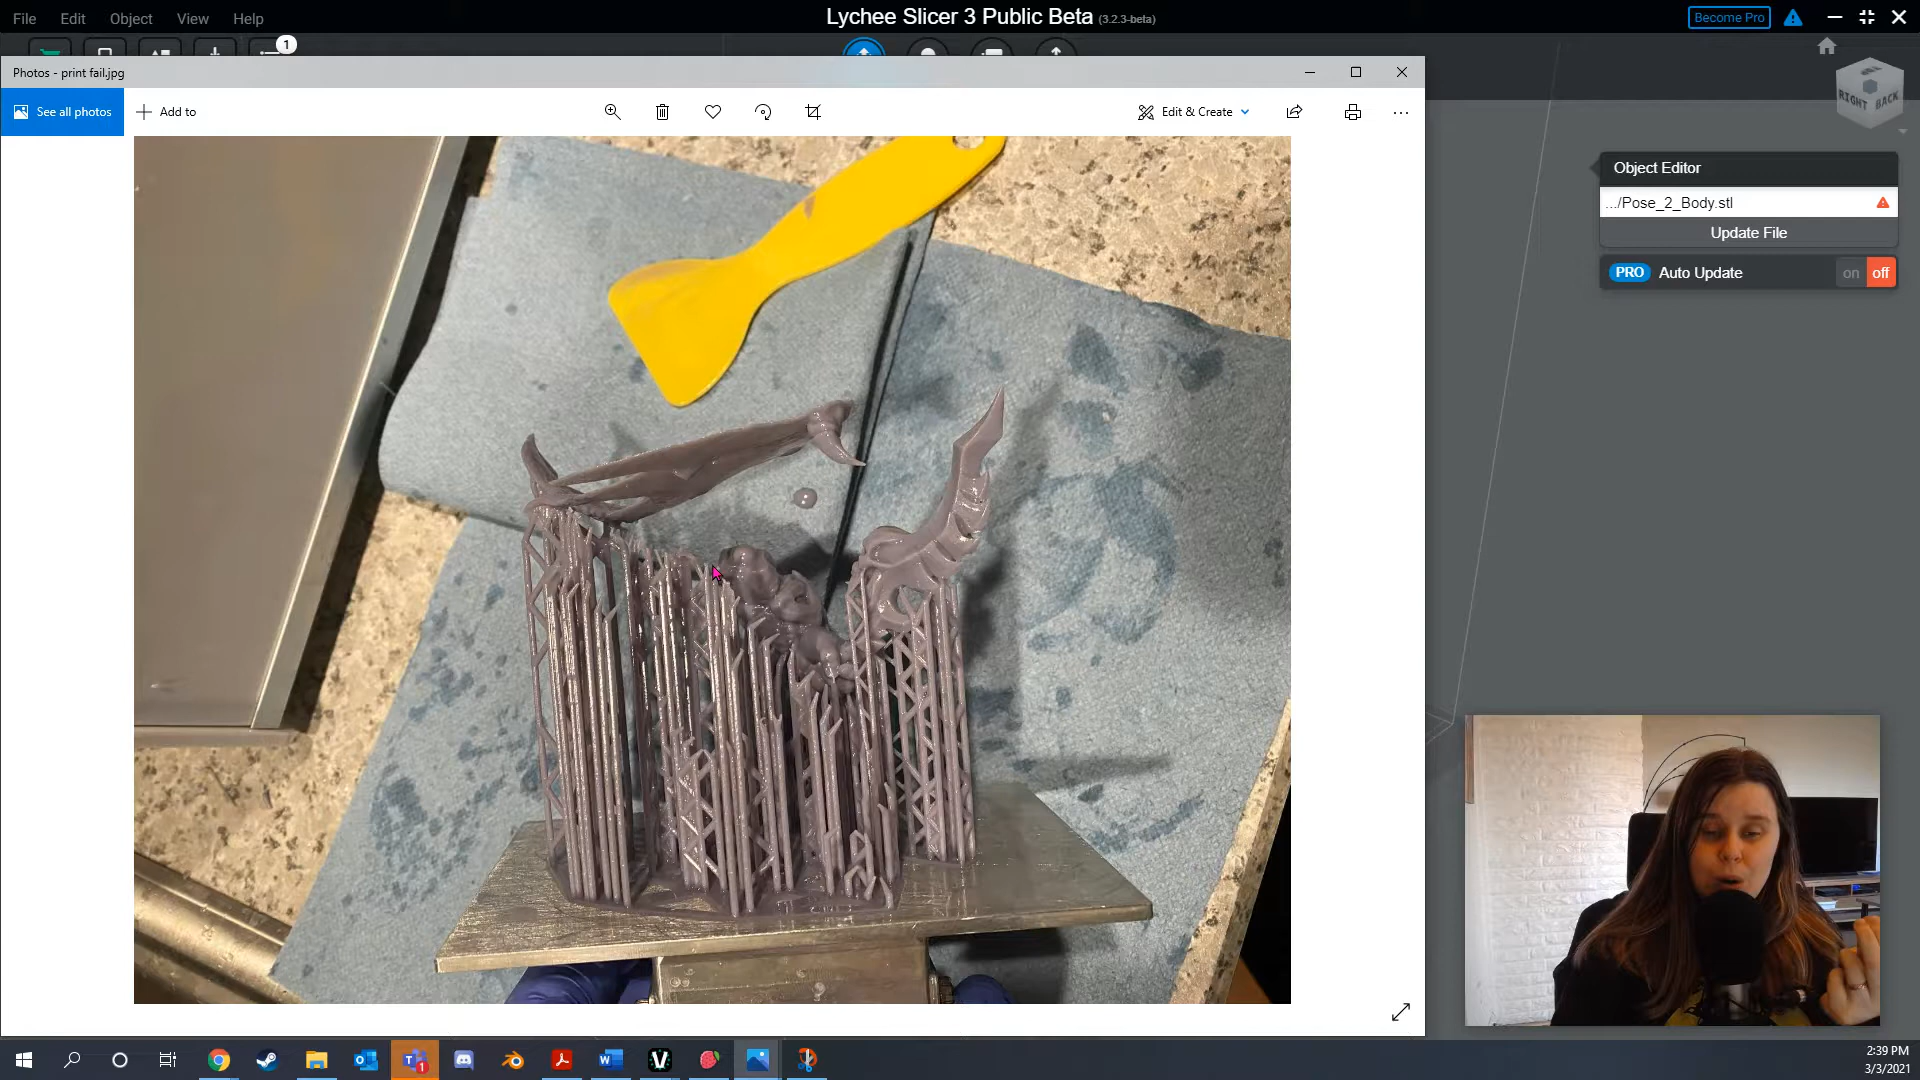 File Edit Object View Help
Lychee Slicer 3 Public Beta (3.2.3-beta)
Become Pro
1
Photos - print fail.jpg
See all photos
Add to
Edit & Create
RIGHT BACK
Object Editor
.../Pose_2_Body.stl
Update File
PRO Auto Update on off
1
2:39 PM
3/3/2021